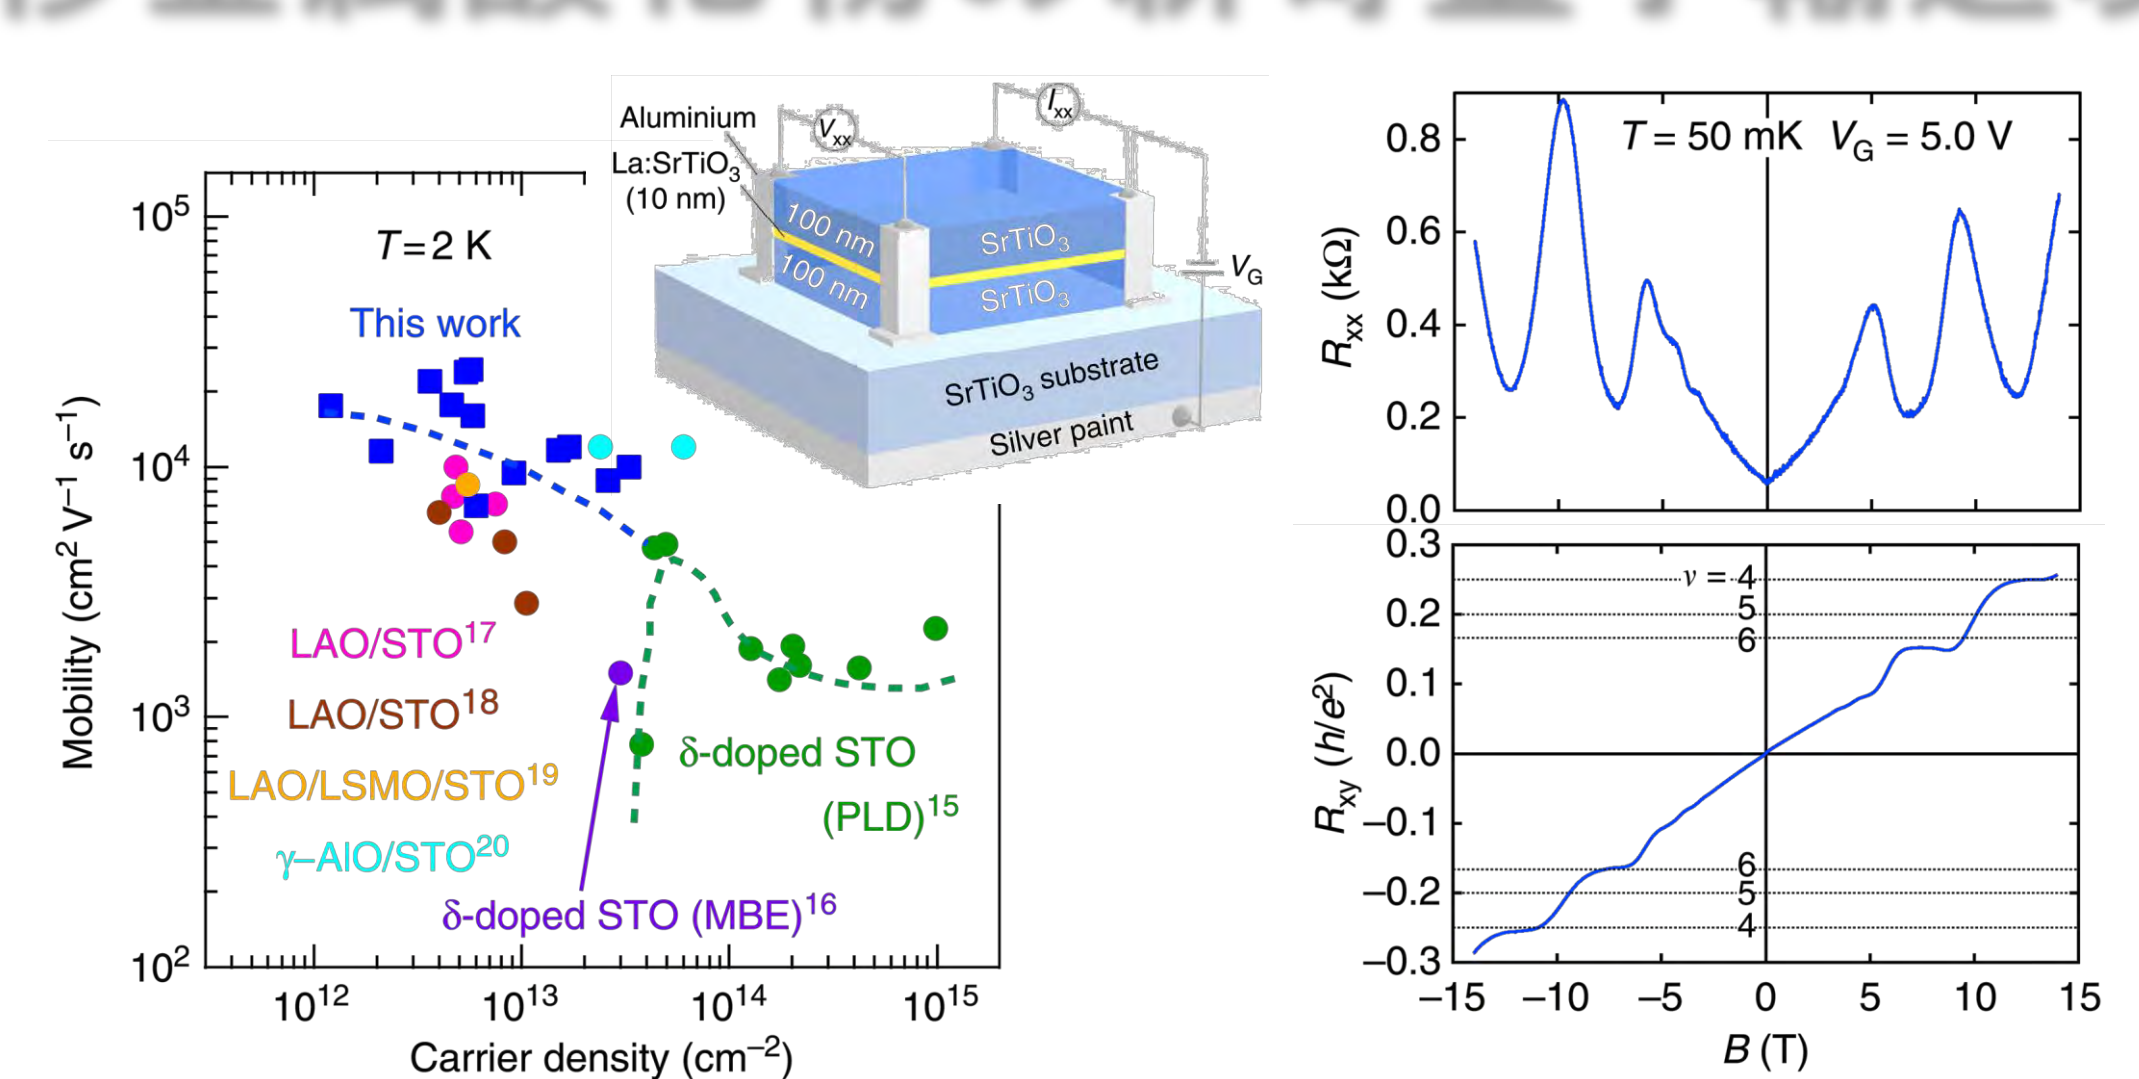 Aluminium
La:SrTiO3
(10 nm)
Vxx
Ixx
100 nm
SrTiO3
100 nm
SrTiO3
VG
SrTiO3 substrate
Silver paint
10⁵
10⁴
10³
10²
Mobility (cm² V⁻¹ s⁻¹)
T = 2 K
This work
LAO/STO¹⁷
LAO/STO¹⁸
LAO/LSMO/STO¹⁹
γ–AlO/STO²⁰
δ-doped STO
(PLD)¹⁵
δ-doped STO (MBE)¹⁶
10¹²
10¹³
10¹⁴
10¹⁵
Carrier density (cm⁻²)
T = 50 mK VG = 5.0 V
0.8
0.6
0.4
0.2
0.0
Rxx (kΩ)
0.3
0.2
0.1
0.0
–0.1
–0.2
–0.3
Rxy (h/e²)
ν = 4
5
6
6
5
4
–15 –10 –5 0 5 10 15
B (T)